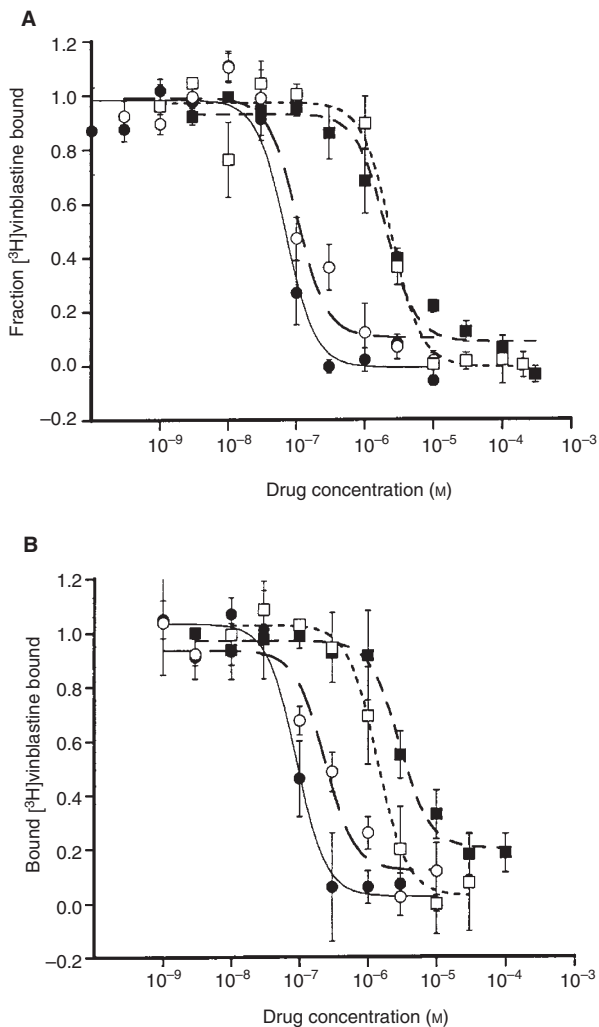 A
1.2
1.0
0.8
0.6
0.4
0.2
0.0
−0.2
Fraction [³H]vinblastine bound
10⁻⁹ 10⁻⁸ 10⁻⁷ 10⁻⁶ 10⁻⁵ 10⁻⁴ 10⁻³
Drug concentration (M)
B
1.2
1.0
0.8
0.6
0.4
0.2
0.0
−0.2
Bound [³H]vinblastine bound
10⁻⁹ 10⁻⁸ 10⁻⁷ 10⁻⁶ 10⁻⁵ 10⁻⁴ 10⁻³
Drug concentration (M)